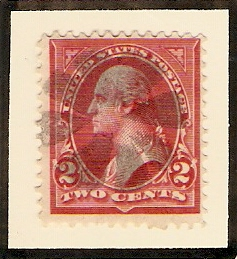 UNITED STATES POSTAGE
2 2
TWO CENTS